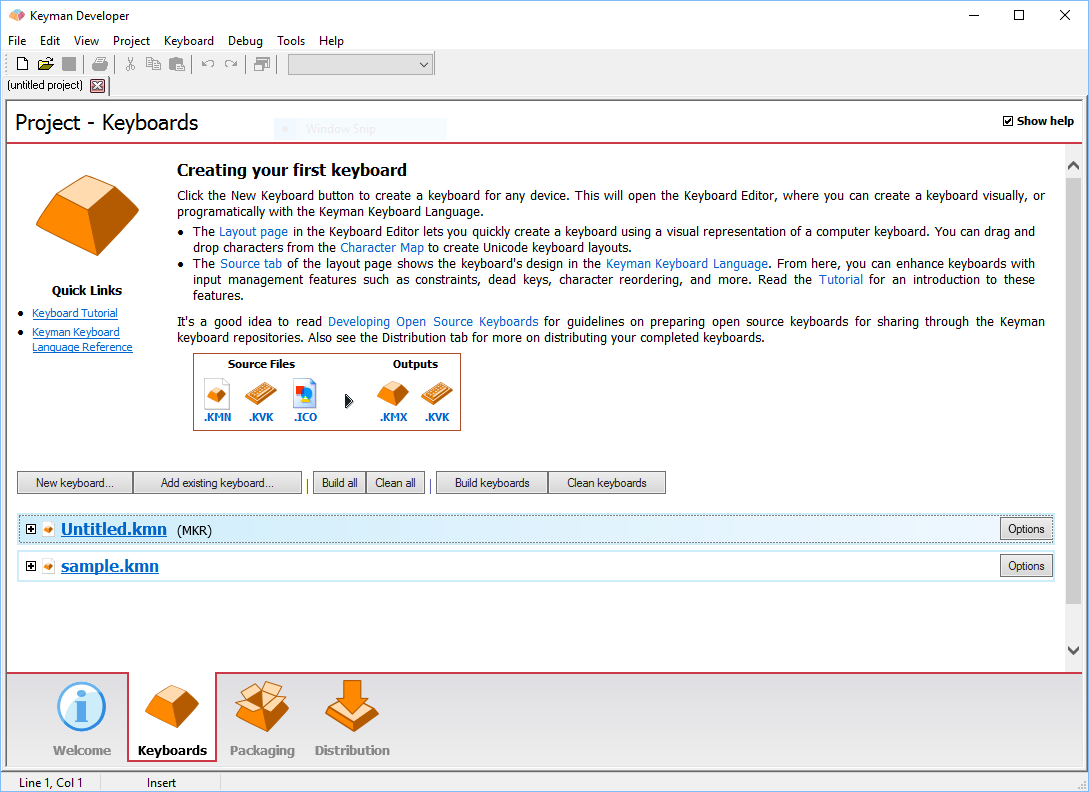 Keyman Developer
File Edit View Project Keyboard Debug Tools Help
(untitled project)
Project - Keyboards
Window Snip
Show help
Creating your first keyboard
Click the New Keyboard button to create a keyboard for any device. This will open the Keyboard Editor, where you can create a keyboard visually, or
programatically with the Keyman Keyboard Language.
• The Layout page in the Keyboard Editor lets you quickly create a keyboard using a visual representation of a computer keyboard. You can drag and
drop characters from the Character Map to create Unicode keyboard layouts.
• The Source tab of the layout page shows the keyboard's design in the Keyman Keyboard Language. From here, you can enhance keyboards with
input management features such as constraints, dead keys, character reordering, and more. Read the Tutorial for an introduction to these
features.
It's a good idea to read Developing Open Source Keyboards for guidelines on preparing open source keyboards for sharing through the Keyman
keyboard repositories. Also see the Distribution tab for more on distributing your completed keyboards.
Quick Links
• Keyboard Tutorial
• Keyman Keyboard
Language Reference
Source Files Outputs
.KMN .KVK .ICO .KMX .KVK
New keyboard... Add existing keyboard... Build all Clean all Build keyboards Clean keyboards
Untitled.kmn (MKR) Options
sample.kmn Options
Welcome Keyboards Packaging Distribution
Line 1, Col 1 Insert